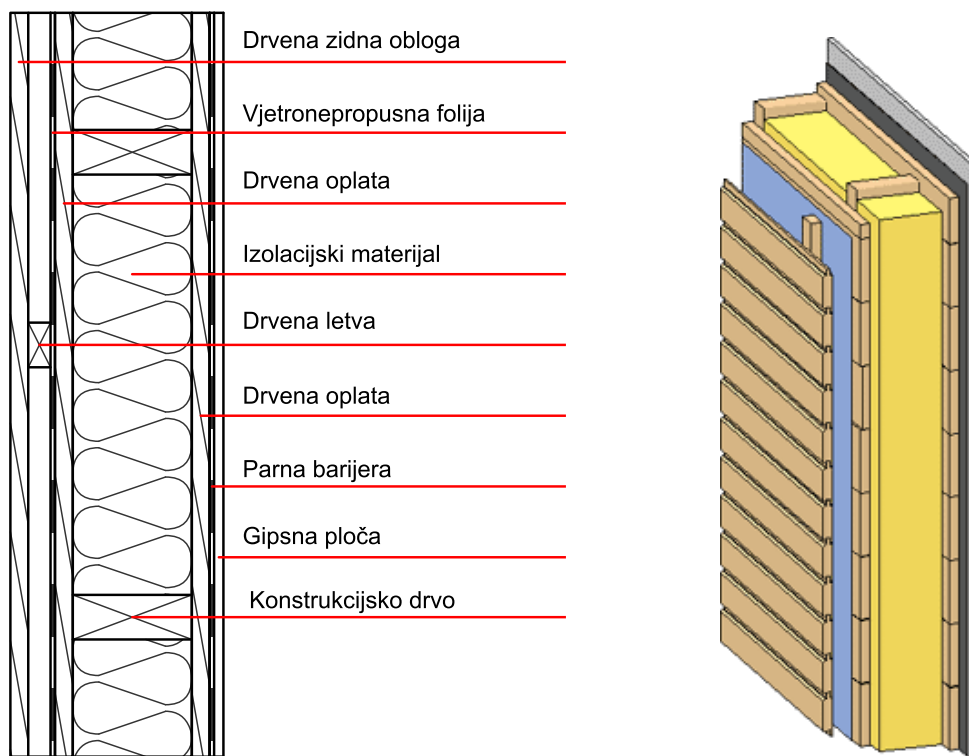 Drvena zidna obloga
Vjetronepropusna folija
Drvena oplata
Izolacijski materijal
Drvena letva
Drvena oplata
Parna barijera
Gipsna ploča
Konstrukcijsko drvo